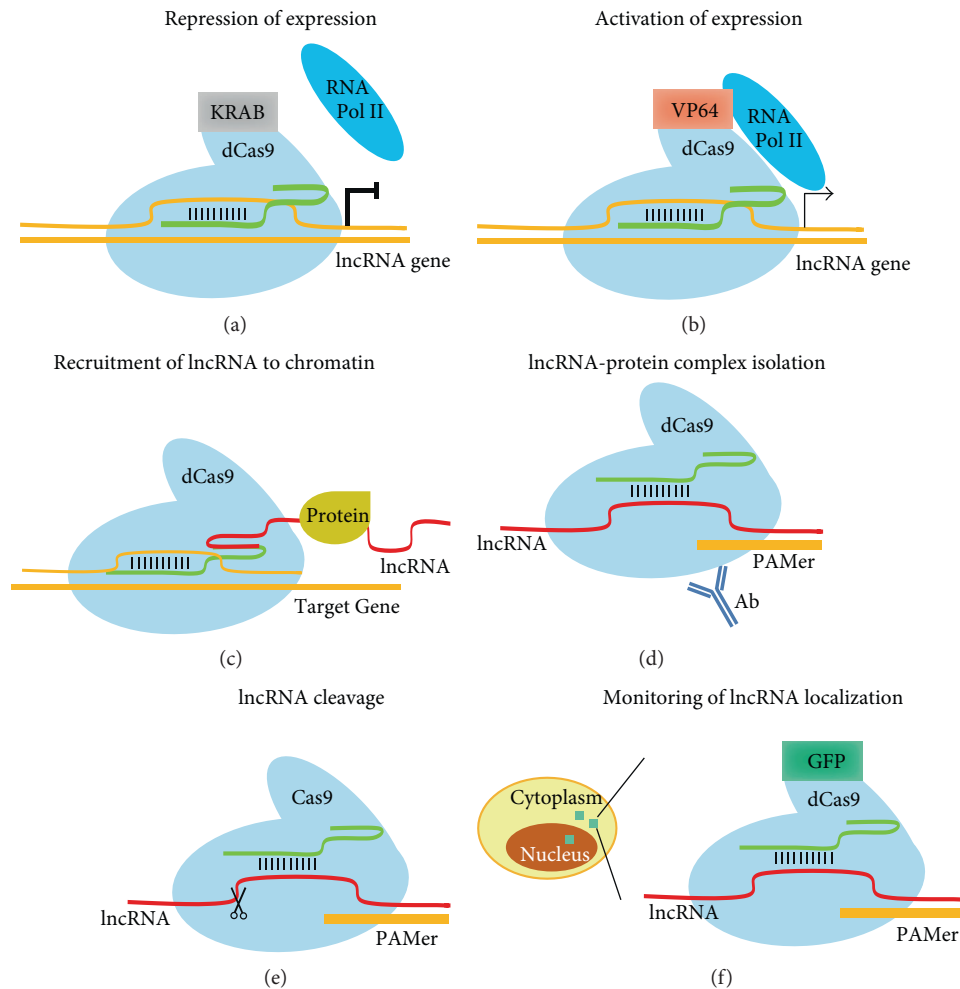 Repression of expression
RNA
Pol II
KRAB
dCas9
lncRNA gene
(a)
Activation of expression
VP64
RNA
Pol II
dCas9
lncRNA gene
(b)
Recruitment of lncRNA to chromatin
dCas9
Protein
lncRNA
Target Gene
(c)
lncRNA-protein complex isolation
dCas9
lncRNA
PAMer
Ab
(d)
lncRNA cleavage
Cas9
lncRNA
PAMer
(e)
Monitoring of lncRNA localization
GFP
dCas9
Cytoplasm
Nucleus
lncRNA
PAMer
(f)